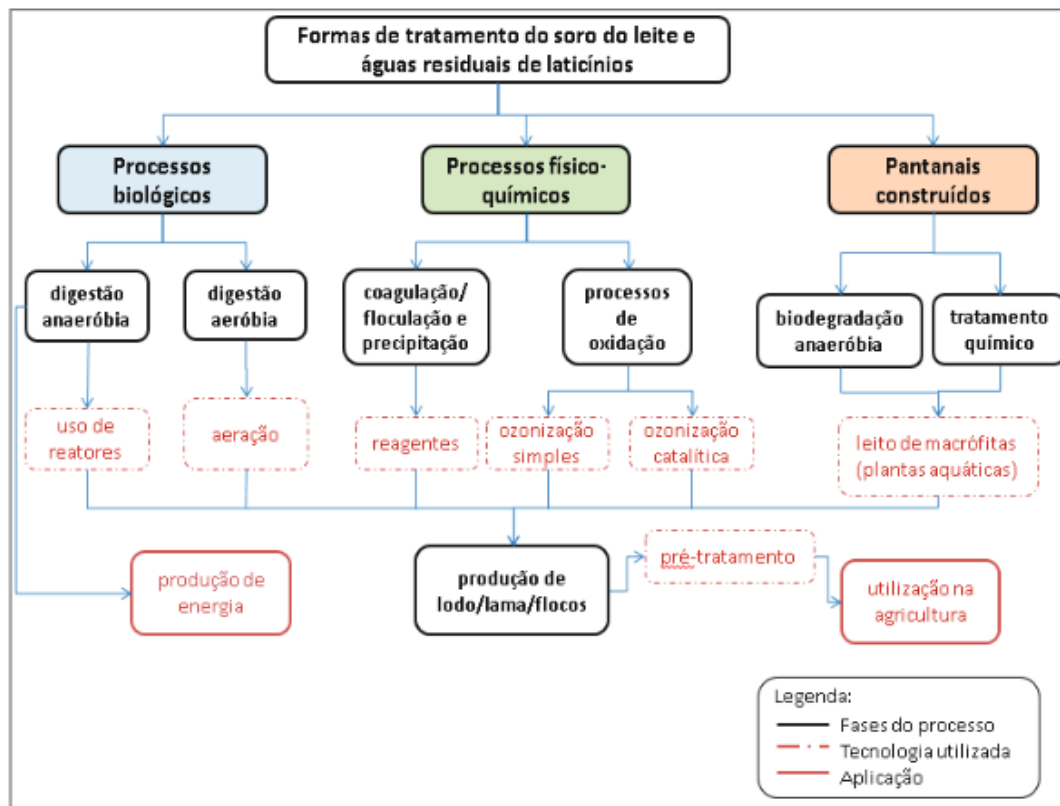 Formas de tratamento do soro do leite e
águas residuais de laticínios
Processos
biológicos
Processos físico-
químicos
Pantanais
construídos
digestão
anaeróbia
digestão
aeróbia
coagulação/
floculação e
precipitação
processos
de
oxidação
biodegradação
anaeróbia
tratamento
químico
uso de
reatores
aeração
reagentes
ozonização
simples
ozonização
catalítica
leito de macrófitas
(plantas aquáticas)
produção de
energia
produção de
lodo/lama/flocos
pré-tratamento
utilização na
agricultura
Legenda:
Fases do processo
Tecnologia utilizada
Aplicação